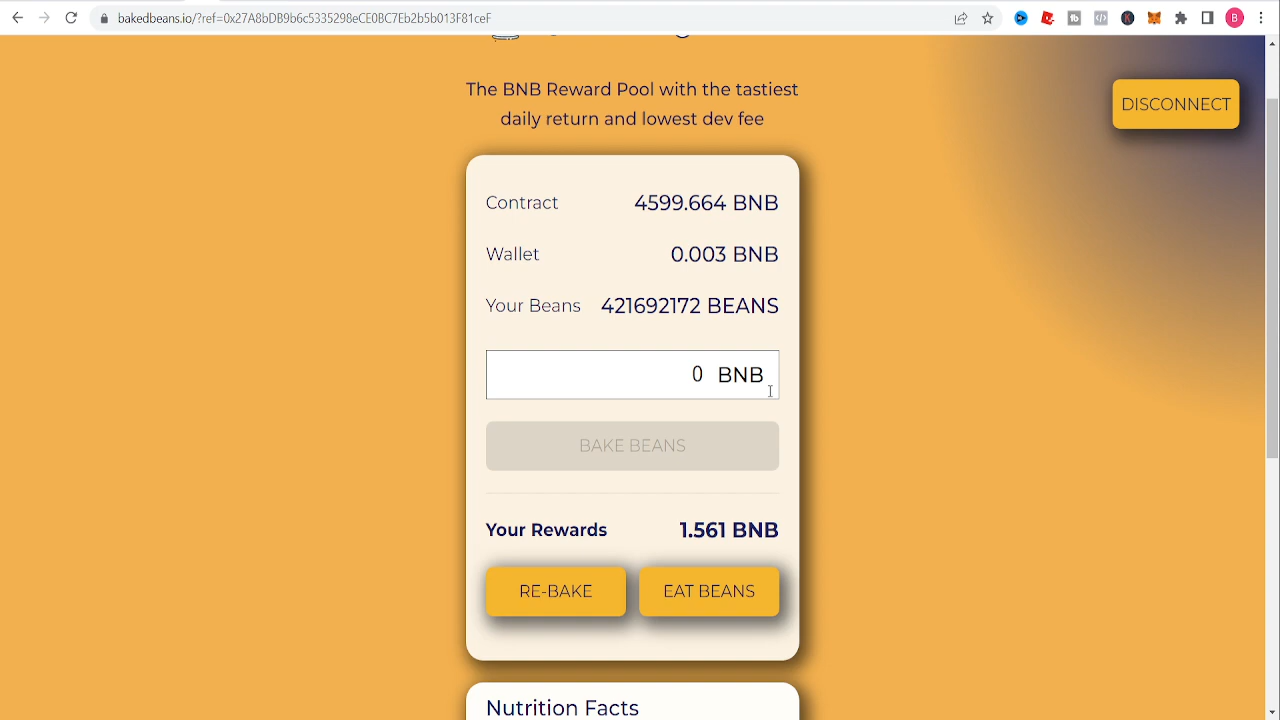 bakedbeans.io/?ref=0x27A8bDB9b6c5335298eCE0BC7Eb2b1b013F81ceF
The BNB Reward Pool with the tastiest
daily return and lowest dev fee
DISCONNECT
Contract 4599.664 BNB
Wallet 0.003 BNB
Your Beans 421692172 BEANS
0 BNB
BAKE BEANS
Your Rewards 1.561 BNB
RE-BAKE EAT BEANS
Nutrition Facts